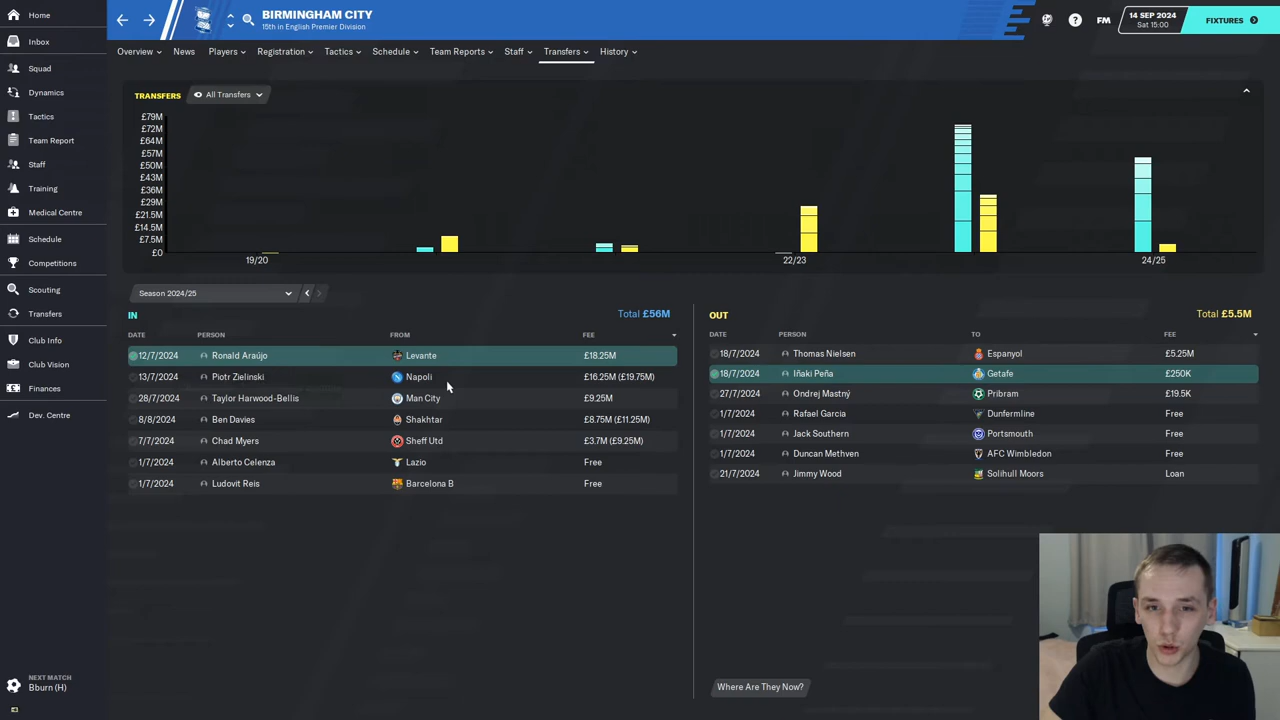 Home
BIRMINGHAM CITY
15th in English Premier Division
?
FM
14 SEP 2024
Sat 15:00
FIXTURES
Inbox
Overview News Players Registration Tactics Schedule Team Reports Staff Transfers History
Squad
Dynamics
Tactics
Team Report
Staff
Training
Medical Centre
Schedule
Competitions
Scouting
Transfers
Club Info
Club Vision
Finances
Dev. Centre
TRANSFERS All Transfers
£79M
£72M
£64M
£57M
£50M
£43M
£36M
£29M
£21.5M
£14.5M
£7.5M
£0
19/20 22/23 24/25
Season 2024/25
IN Total £56M
DATE PERSON FROM FEE
12/7/2024 Ronald Araújo Levante £18.25M
13/7/2024 Piotr Zielinski Napoli £16.25M (£19.75M)
28/7/2024 Taylor Harwood-Bellis Man City £9.25M
8/8/2024 Ben Davies Shakhtar £8.75M (£11.25M)
7/7/2024 Chad Myers Sheff Utd £3.7M (£9.25M)
1/7/2024 Alberto Celenza Lazio Free
1/7/2024 Ludovit Reis Barcelona B Free
OUT Total £5.5M
DATE PERSON TO FEE
18/7/2024 Thomas Nielsen Espanyol £5.25M
18/7/2024 Iñaki Peña Getafe £250K
27/7/2024 Ondrej Mastný Pribram £19.5K
1/7/2024 Rafael Garcia Dunfermline Free
1/7/2024 Jack Southern Portsmouth Free
1/7/2024 Duncan Methven AFC Wimbledon Free
21/7/2024 Jimmy Wood Solihull Moors Loan
Where Are They Now?
NEXT MATCH
Bburn (H)